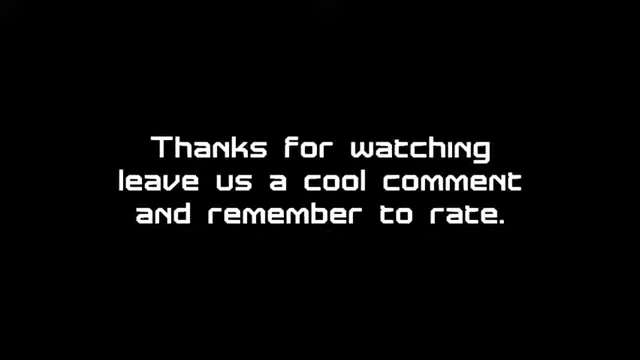 Thanks for watching
leave us a cool comment
and remember to rate.